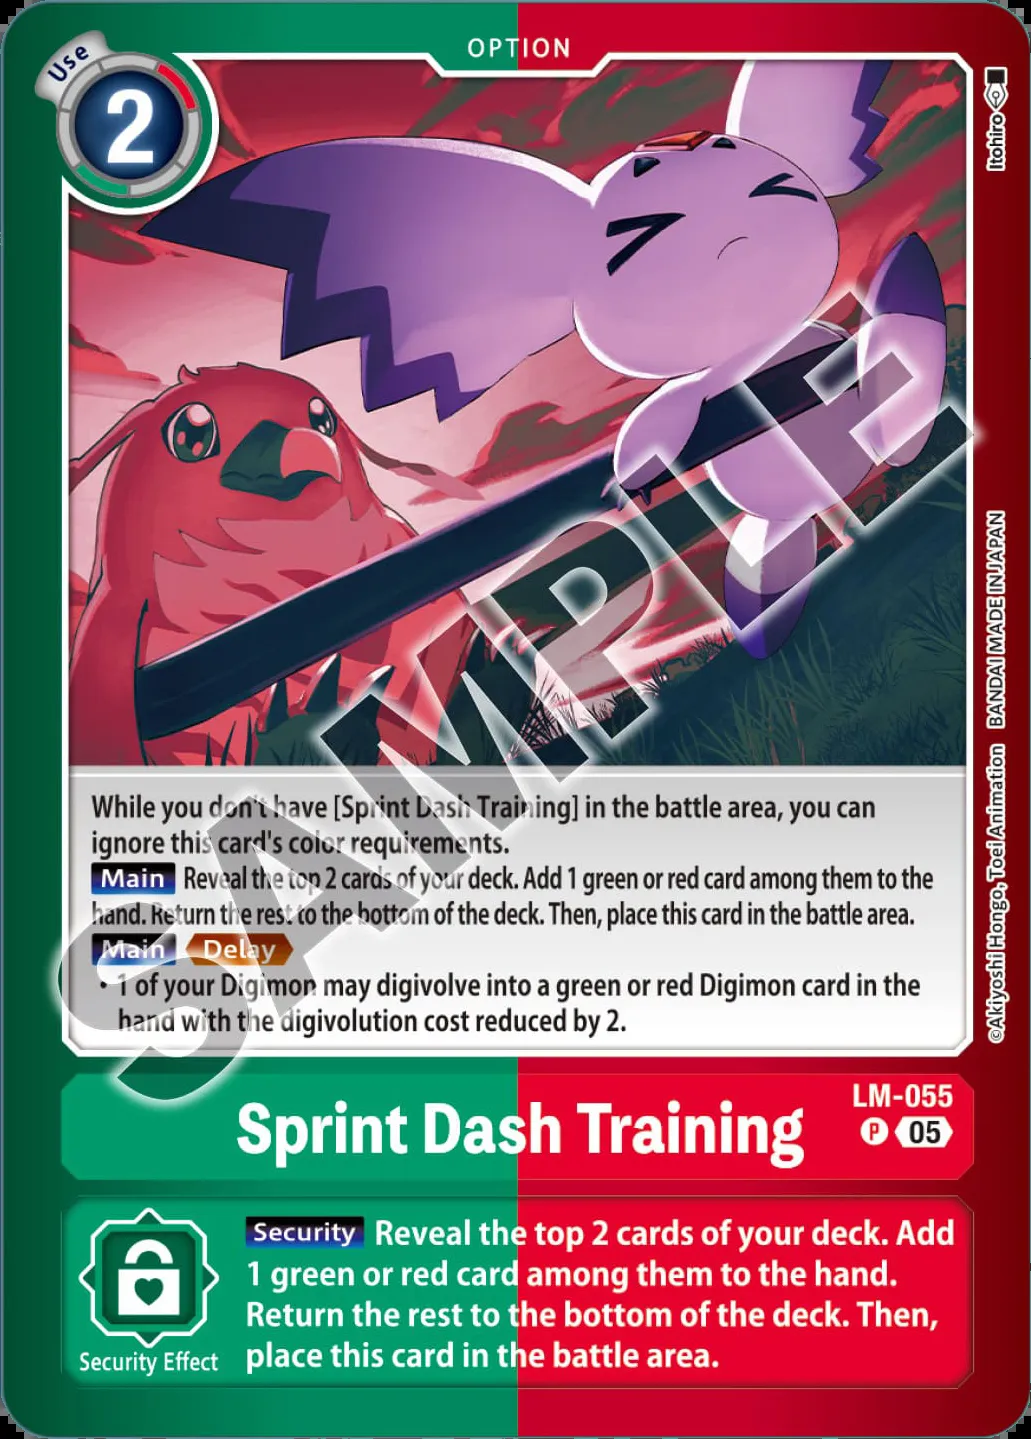 OPTION
Use
2
Itohiro
While you don't have [Sprint Dash Training] in the battle area, you can
ignore this card's color requirements.
Main Reveal the top 2 cards of your deck. Add 1 green or red card among them to the
hand. Return the rest to the bottom of the deck. Then, place this card in the battle area.
Main Delay
・1 of your Digimon may digivolve into a green or red Digimon card in the
hand with the digivolution cost reduced by 2.
SAMPLE
©Akiyoshi Hongo, Toei Animation BANDAI MADE IN JAPAN
LM-055
P 05
Sprint Dash Training
Security Reveal the top 2 cards of your deck. Add
1 green or red card among them to the hand.
Return the rest to the bottom of the deck. Then,
place this card in the battle area.
Security Effect